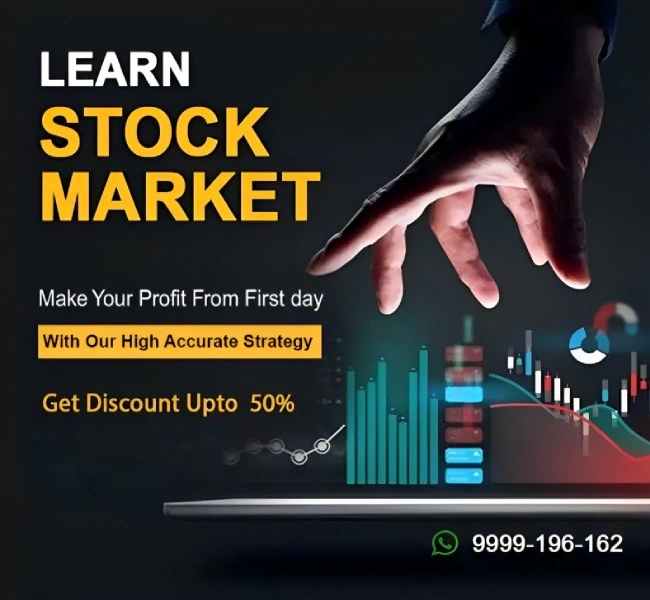 LEARN
STOCK
MARKET
Make Your Profit From First day
With Our High Accurate Strategy
Get Discount Upto 50%
9999-196-162